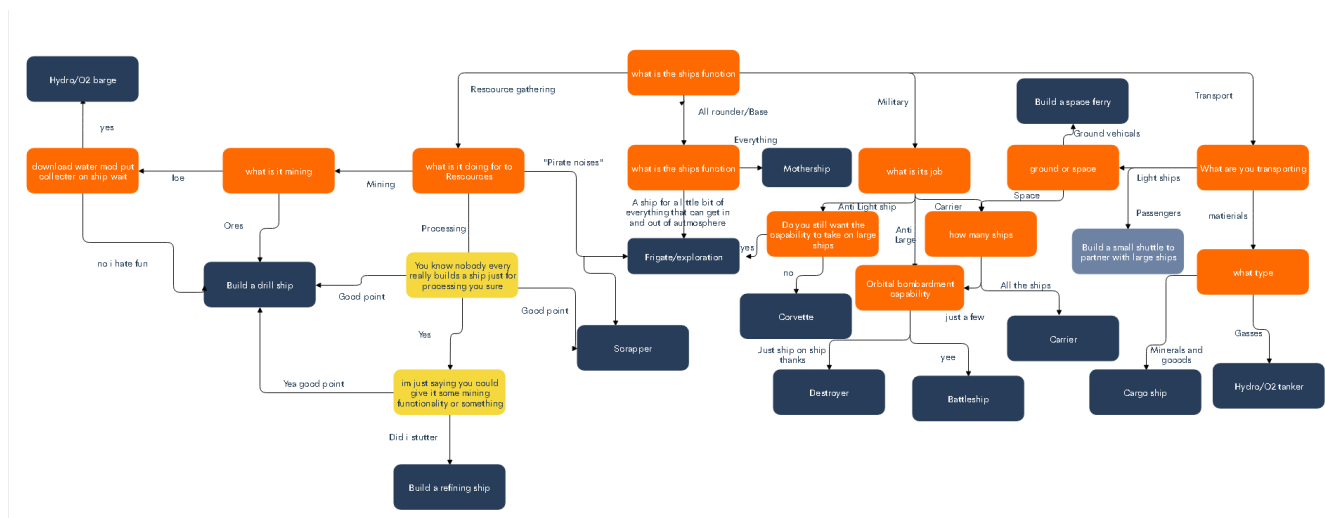 what is the ships function
Hydro/O2 barge
Rescource gathering
Military
Transport
Build a space ferry
All rounder/Base
yes
Everything
Ground vehicals
download water mod put
collecter on ship wait
Ice
what is it mining
Mining
what is it doing for to
Rescources
"Pirate noises"
what is the ships function
Mothership
what is its job
ground or space
Light ships
What are you transporting
Space
A ship for a little bit of
everything that can get in
and out of autmosphere
Anti Light ship
Carrier
Passengers
matierials
Ores
Processing
Do you still want the
capability to take on large
ships
Anti
Large
how many ships
yes
Frigate/exploration
Build a small shuttle to
partner with large ships
no i hate fun
Build a drill ship
You know nobody every
really builds a ship just for
processing you sure
Good point
no
Orbital bombardment
capability
All the ships
what type
Good point
Corvette
just a few
Yes
Scrapper
Carrier
Gasses
Just ship on ship
thanks
yee
Minerals and
gooods
Yea good point
im just saying you could
give it some mining
functionality or something
Destroyer
Battleship
Cargo ship
Hydro/O2 tanker
Did i stutter
Build a refining ship